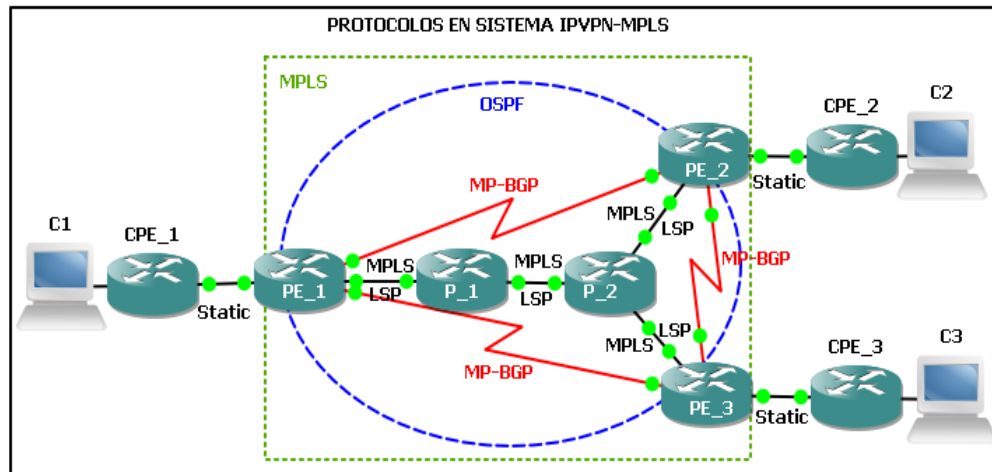 PROTOCOLOS EN SISTEMA IPVPN-MPLS
MPLS
OSPF
CPE_2
C2
PE_2
Static
MP-BGP
MPLS
LSP
C1
CPE_1
MP-BGP
PE_1
MPLS
LSP
P_1
MPLS
LSP
P_2
Static
LSP
MPLS
MP-BGP
CPE_3
C3
PE_3
Static